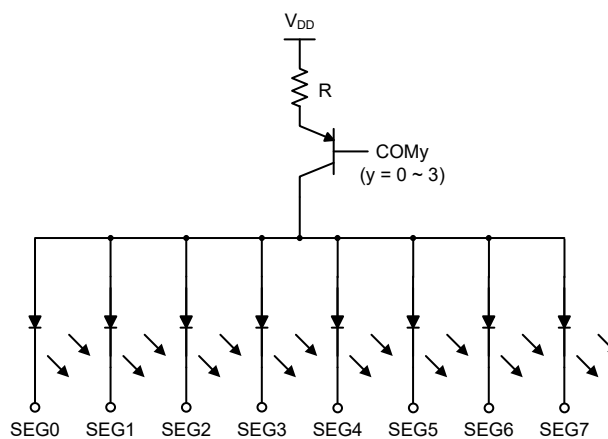 VDD
R
COMy
(y = 0 ~ 3)
SEG0 SEG1 SEG2 SEG3 SEG4 SEG5 SEG6 SEG7